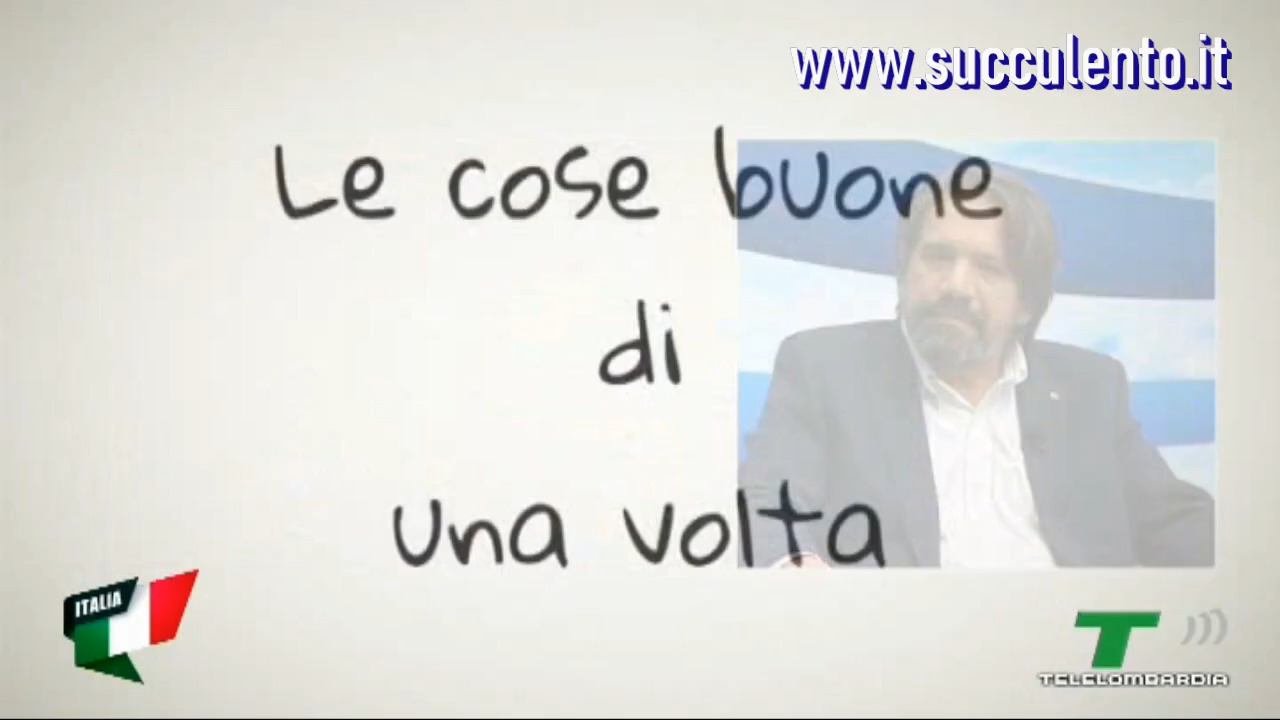 www.succulento.it
Le cose buone
di
una volta
ITALIA
TELELOMBARDIA